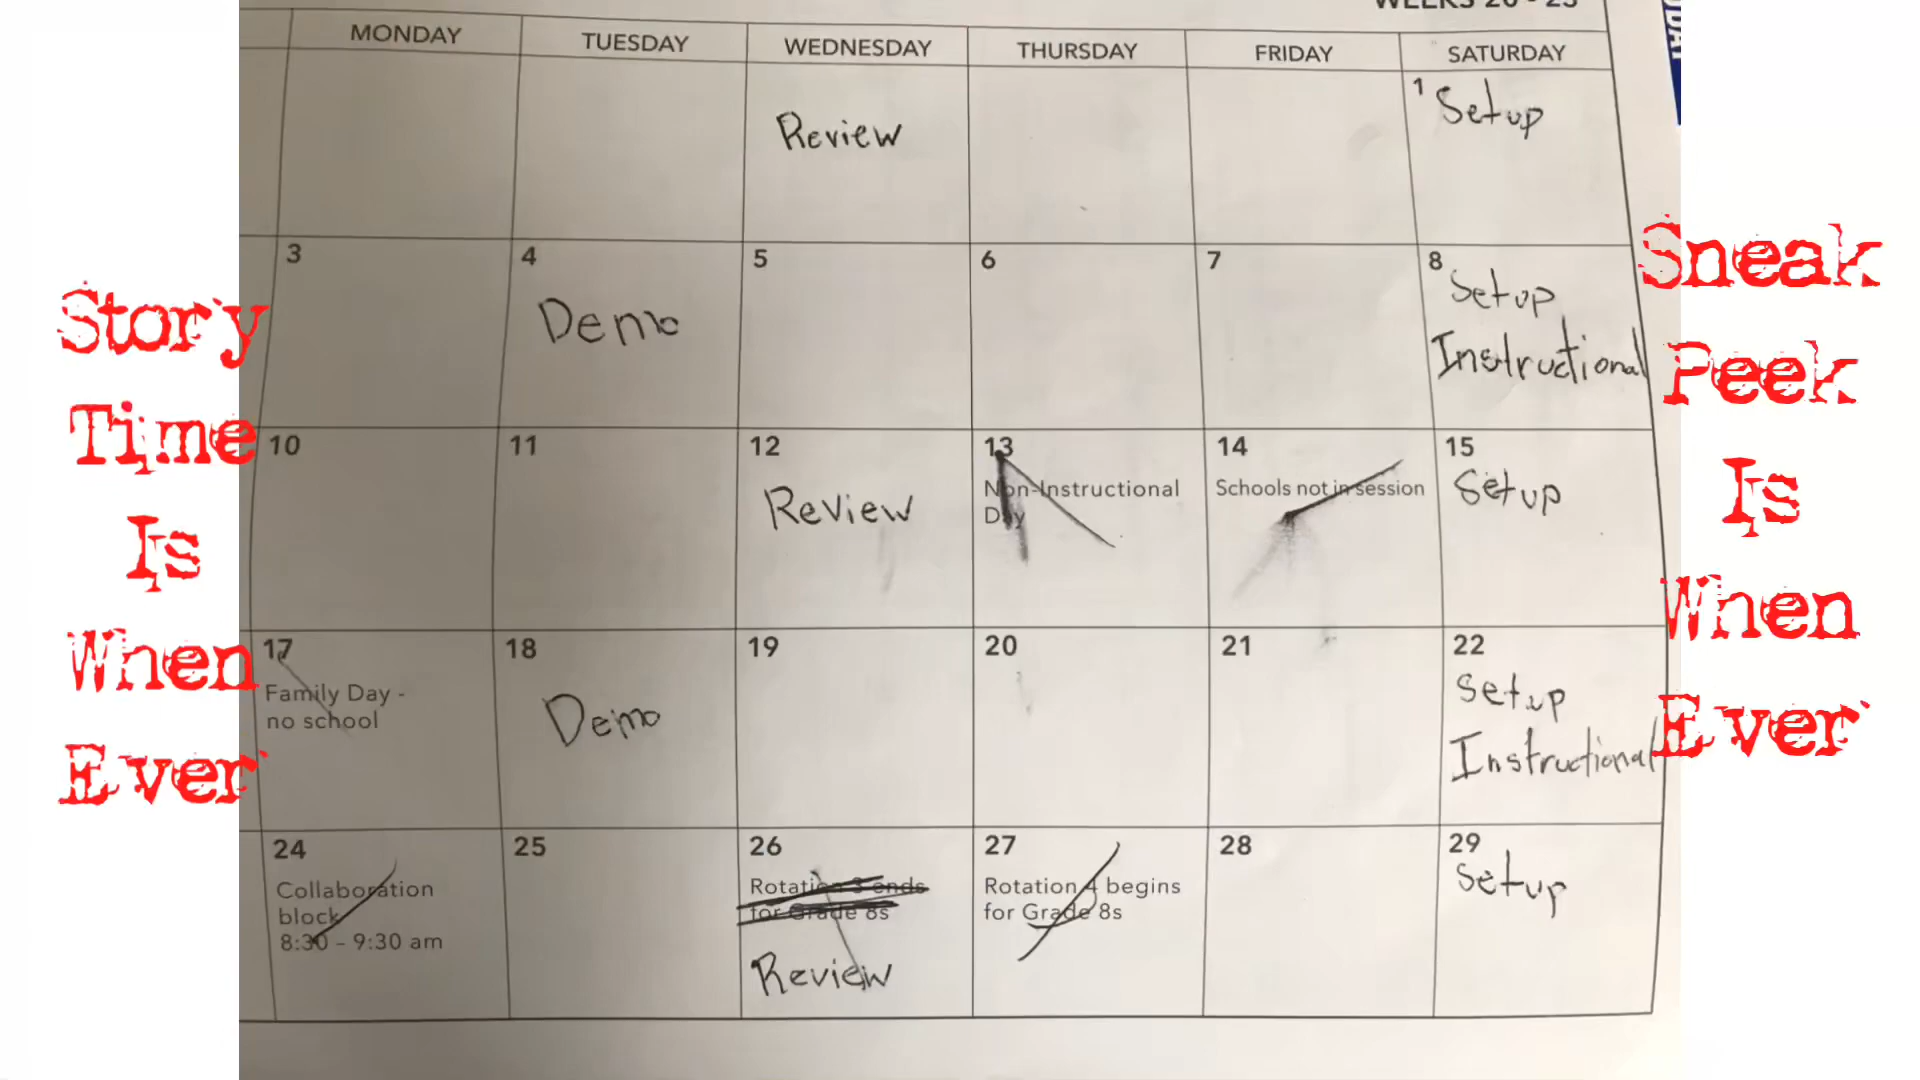 WEEKS 20 - 23
MONDAY TUESDAY WEDNESDAY THURSDAY FRIDAY SATURDAY
Review
1
Setup
3 4 5 6 7 8
Demo
Setup
Instructional
10 11 12 13 14 15
Review
Non-Instructional
Day
Schools not in session
Setup
17 18 19 20 21 22
Family Day -
no school
Demo
Setup
Instructional
24 25 26 27 28 29
Collaboration
block
8:30 – 9:30 am
Rotation 3 ends
for Grade 8s
Review
Rotation 4 begins
for Grade 8s
Setup
Story
Time
Is
When
Ever
Sneak
Peek
Is
When
Ever